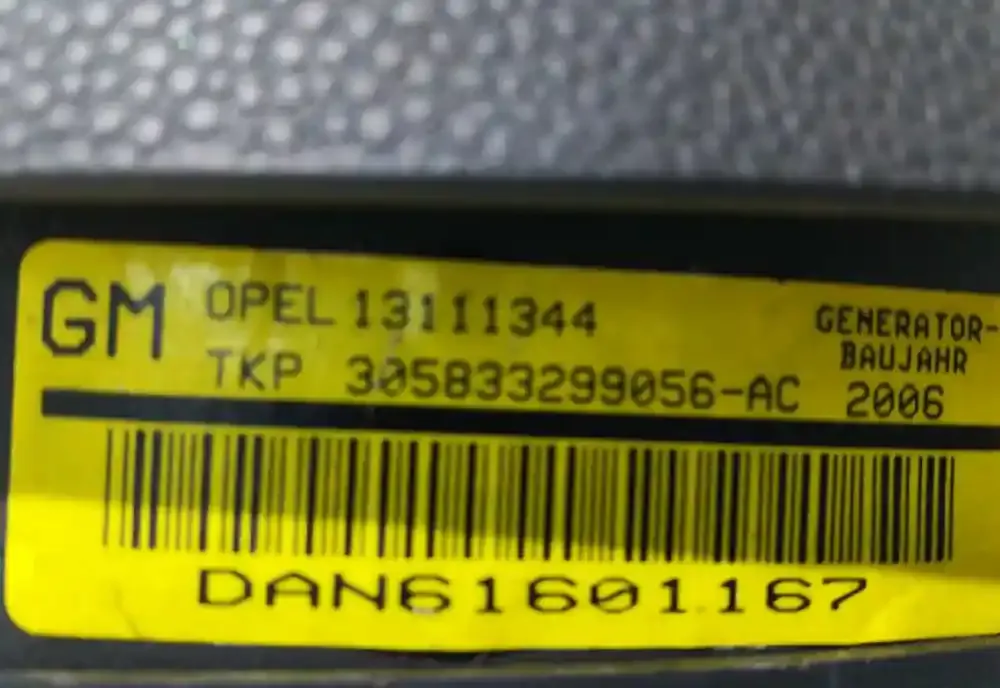 GM OPEL 13111344
TKP 305833299056-AC
GENERATOR-
BAUJAHR
2006
DAN61601167